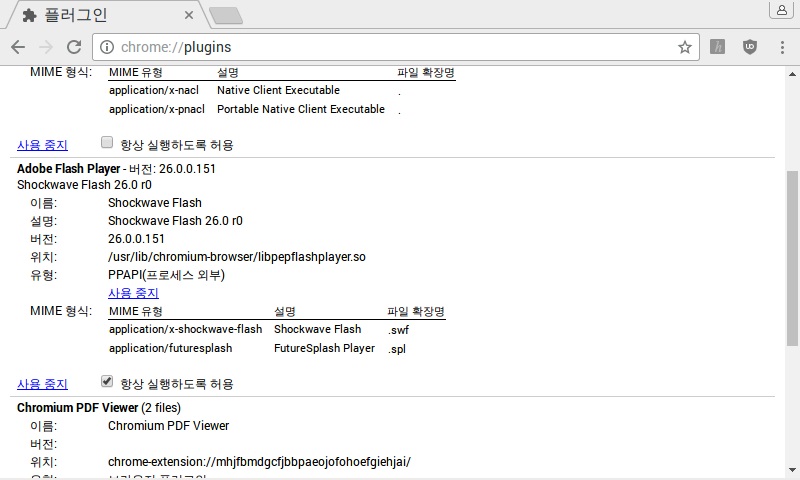 플러그인
chrome://plugins
MIME 형식: MIME 유형 설명 파일 확장명
application/x-nacl Native Client Executable .
application/x-pnacl Portable Native Client Executable .
사용 중지 항상 실행하도록 허용
Adobe Flash Player - 버전: 26.0.0.151
Shockwave Flash 26.0 r0
이름: Shockwave Flash
설명: Shockwave Flash 26.0 r0
버전: 26.0.0.151
위치: /usr/lib/chromium-browser/libpepflashplayer.so
유형: PPAPI(프로세스 외부)
사용 중지
MIME 형식: MIME 유형 설명 파일 확장명
application/x-shockwave-flash Shockwave Flash .swf
application/futuresplash FutureSplash Player .spl
사용 중지 항상 실행하도록 허용
Chromium PDF Viewer (2 files)
이름: Chromium PDF Viewer
버전:
위치: chrome-extension://mhjfbmdgcfjbbpaeojofohoefgiehjai/